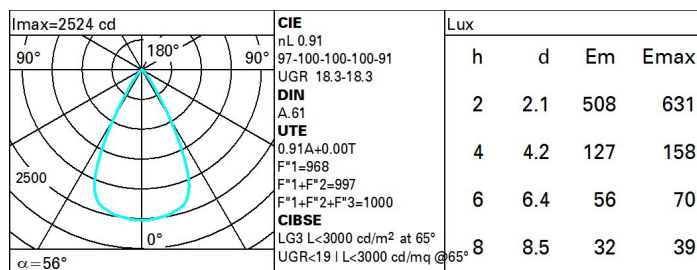 Imax=2524 cd
90° 180° 90°
2500
0°
α=56°
CIE
nL 0.91
97-100-100-100-91
UGR 18.3-18.3
DIN
A.61
UTE
0.91A+0.00T
F"1=968
F"1+F"2=997
F"1+F"2+F"3=1000
CIBSE
LG3 L<3000 cd/m² at 65°
UGR<19 | L<3000 cd/mq @65°
Lux
h d Em Emax
2 2.1 508 631
4 4.2 127 158
6 6.4 56 70
8 8.5 32 39